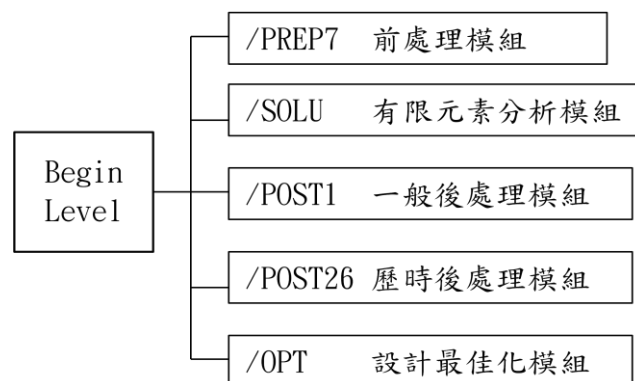 /PREP7 前處理模組
/SOLU 有限元素分析模組
Begin
Level
/POST1 一般後處理模組
/POST26 歷時後處理模組
/OPT 設計最佳化模組